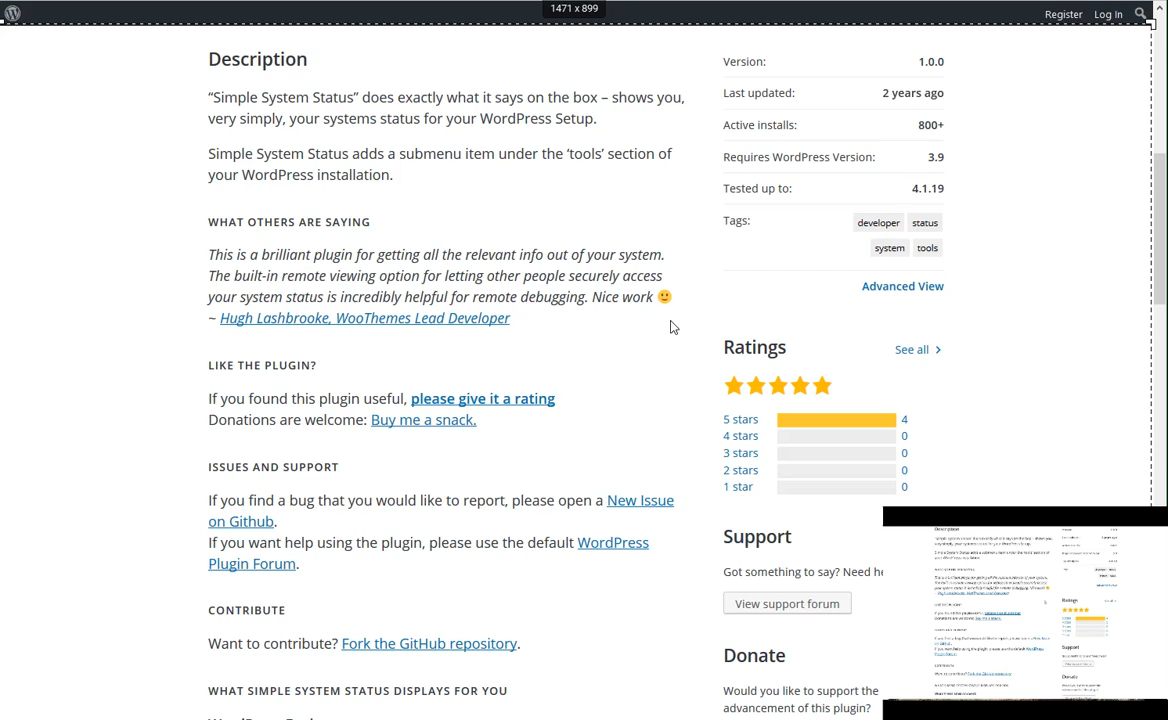 1471 x 899
Register Log In
Description
“Simple System Status” does exactly what it says on the box – shows you,
very simply, your systems status for your WordPress Setup.
Simple System Status adds a submenu item under the ‘tools’ section of
your WordPress installation.
WHAT OTHERS ARE SAYING
This is a brilliant plugin for getting all the relevant info out of your system.
The built-in remote viewing option for letting other people securely access
your system status is incredibly helpful for remote debugging. Nice work 🙂
~ Hugh Lashbrooke, WooThemes Lead Developer
LIKE THE PLUGIN?
If you found this plugin useful, please give it a rating
Donations are welcome: Buy me a snack.
ISSUES AND SUPPORT
If you find a bug that you would like to report, please open a New Issue
on Github.
If you want help using the plugin, please use the default WordPress
Plugin Forum.
CONTRIBUTE
Want to contribute? Fork the GitHub repository.
WHAT SIMPLE SYSTEM STATUS DISPLAYS FOR YOU
Version: 1.0.0
Last updated: 2 years ago
Active installs: 800+
Requires WordPress Version: 3.9
Tested up to: 4.1.19
Tags: developer status
system tools
Advanced View
Ratings See all
5 stars 4
4 stars 0
3 stars 0
2 stars 0
1 star 0
Support
Got something to say? Need
View support forum
Donate
Would you like to support the
advancement of this plugin?